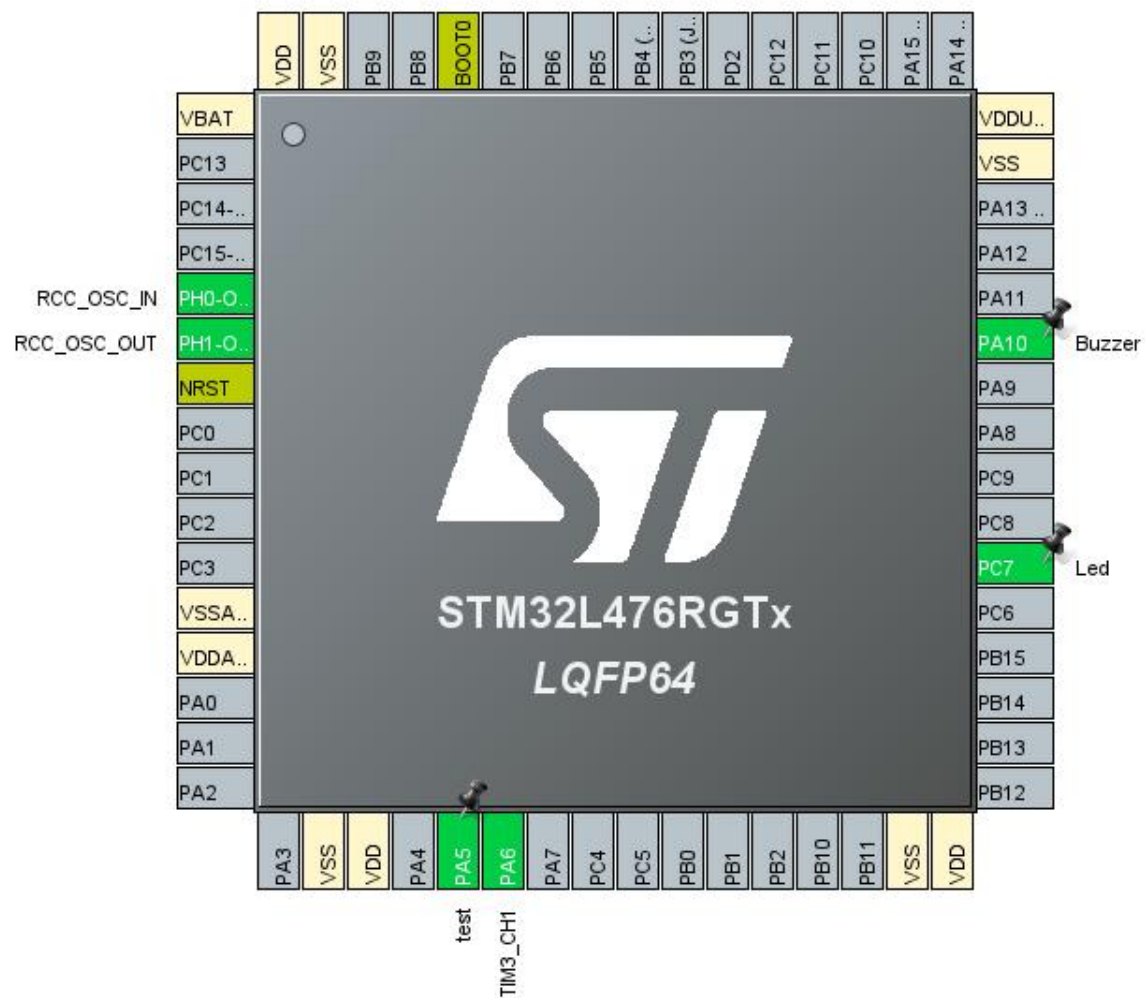 VDD
VSS
PB9
PB8
BOOT0
PB7
PB6
PB5
PB4 (..
PB3 (J..
PD2
PC12
PC11
PC10
PA15 ..
PA14 ..
VBAT
PC13
PC14-..
PC15-..
RCC_OSC_IN PH0-O..
RCC_OSC_OUT PH1-O..
NRST
PC0
PC1
PC2
PC3
VSSA..
VDDA..
PA0
PA1
PA2
VDDU..
VSS
PA13 ..
PA12
PA11
PA10 Buzzer
PA9
PA8
PC9
PC8
PC7 Led
PC6
PB15
PB14
PB13
PB12
ST
STM32L476RGTx
LQFP64
PA3
VSS
VDD
PA4
PA5
PA6
PA7
PC4
PC5
PB0
PB1
PB2
PB10
PB11
VSS
VDD
test
TIM3_CH1